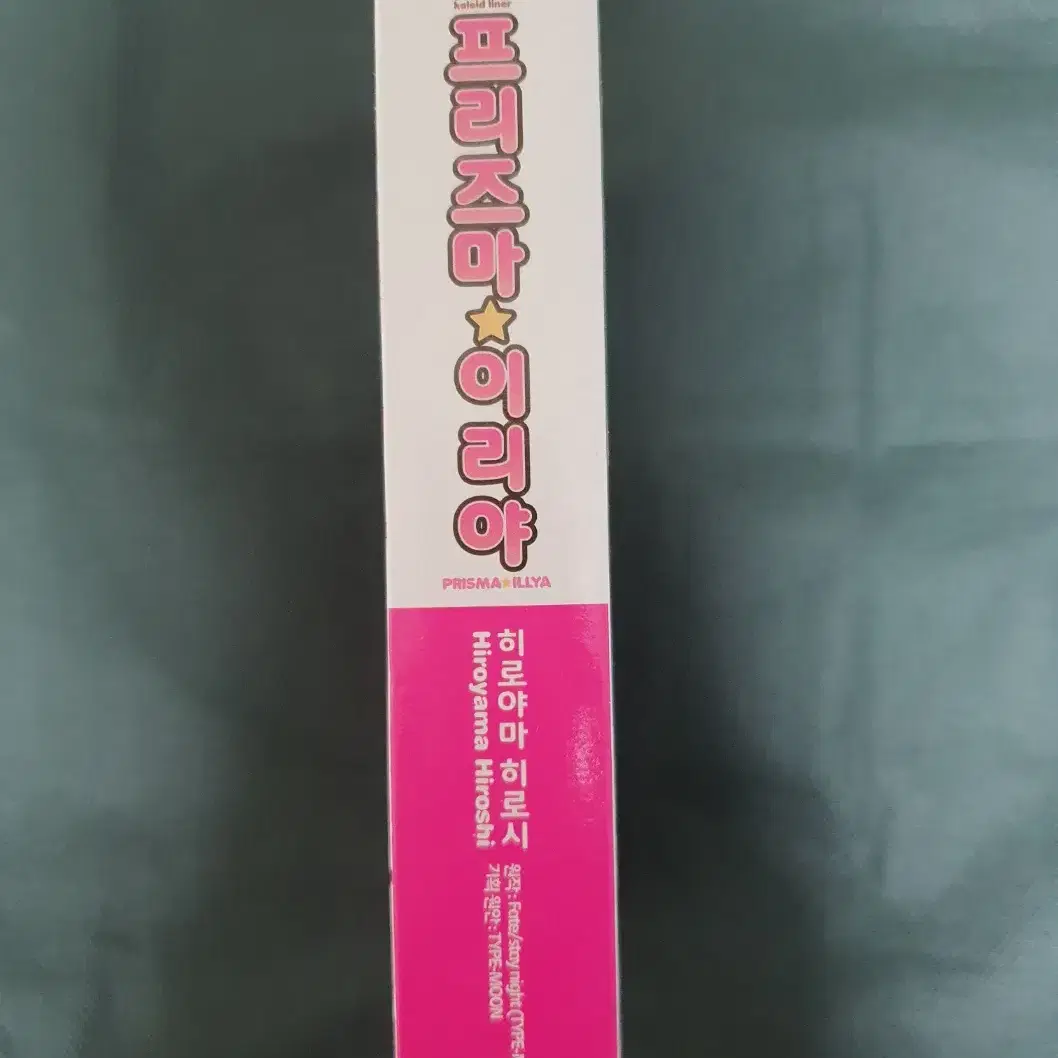 kaleid liner
프리즈마★이리야
PRISMA★ILLYA
히로야마 히로시
Hiroyama Hiroshi
원작 : Fate/stay night (TYPE-
기획 원안 : TYPE-MOON